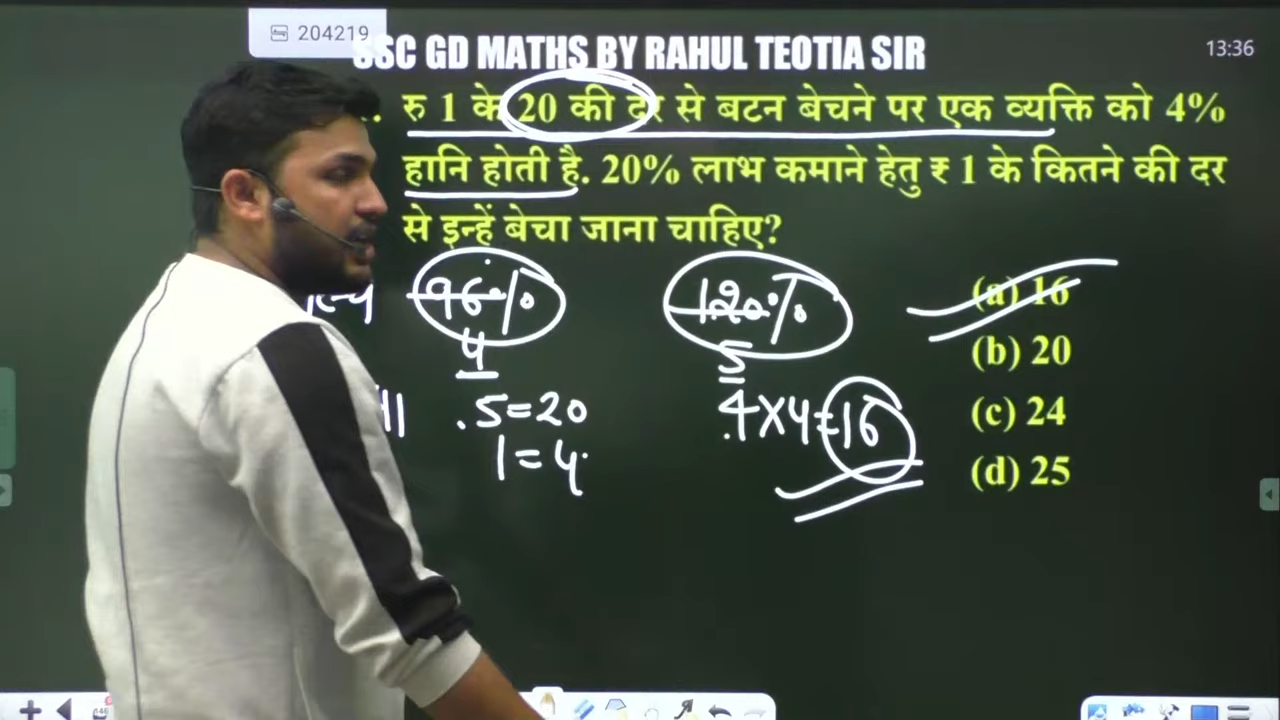 204219
SSC GD MATHS BY RAHUL TEOTIA SIR
13:36
रु 1 के 20 की दर से बटन बेचने पर एक व्यक्ति को 4%
हानि होती है. 20% लाभ कमाने हेतु ₹ 1 के कितने की दर
से इन्हें बेचा जाना चाहिए?
96% 120%
4 5
.5=20 .4X4=16
1=4
(a) 16
(b) 20
(c) 24
(d) 25